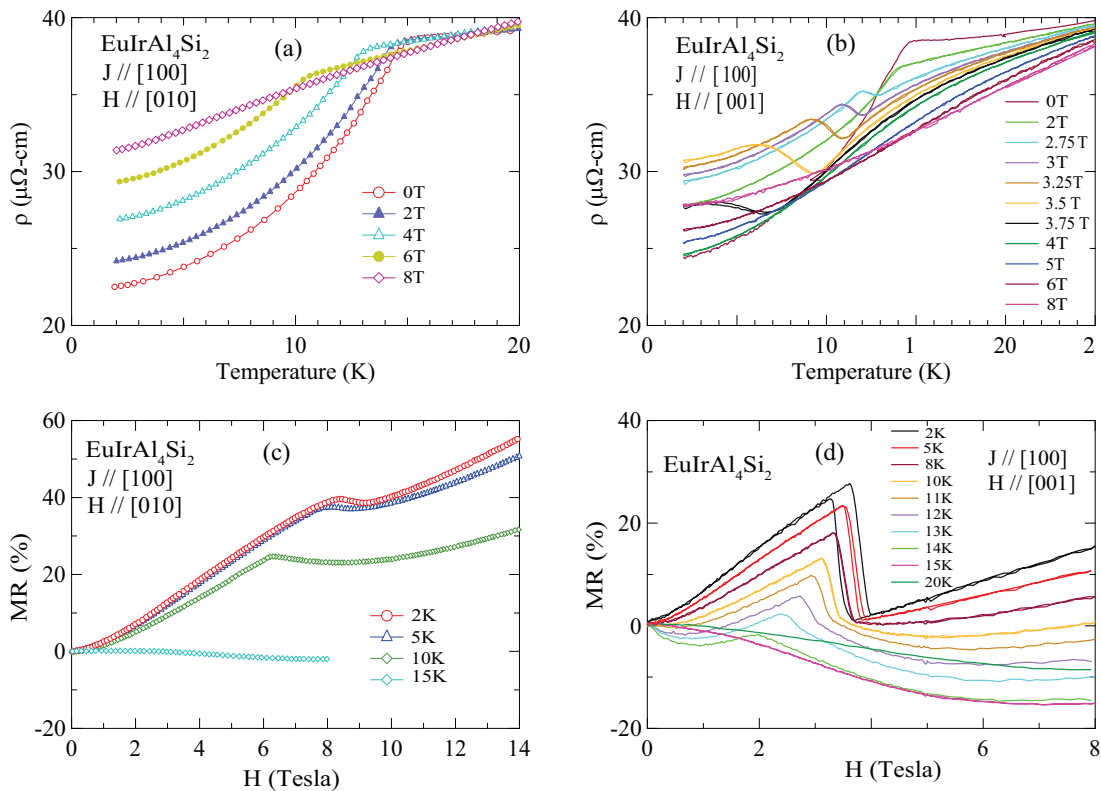 40
30
20
ρ (μΩ-cm)
EuIrAl4Si2
J // [100]
H // [010]
(a)
0T
2T
4T
6T
8T
0
10
20
Temperature (K)
40
30
20
ρ (μΩ-cm)
EuIrAl4Si2
J // [100]
H // [001]
(b)
0T
2T
2.75T
3T
3.25T
3.5T
3.75 T
4T
5T
6T
8T
10
1
20
2
Temperature (K)
60
40
20
0
-20
MR (%)
EuIrAl4Si2
J // [100]
H // [010]
(c)
2K
5K
10K
15K
0
2
4
6
8
10
12
14
H (Tesla)
40
20
0
-20
MR (%)
EuIrAl4Si2
(d)
J // [100]
H // [001]
2K
5K
8K
10K
11K
12K
13K
14K
15K
20K
0
2
4
6
8
H (Tesla)